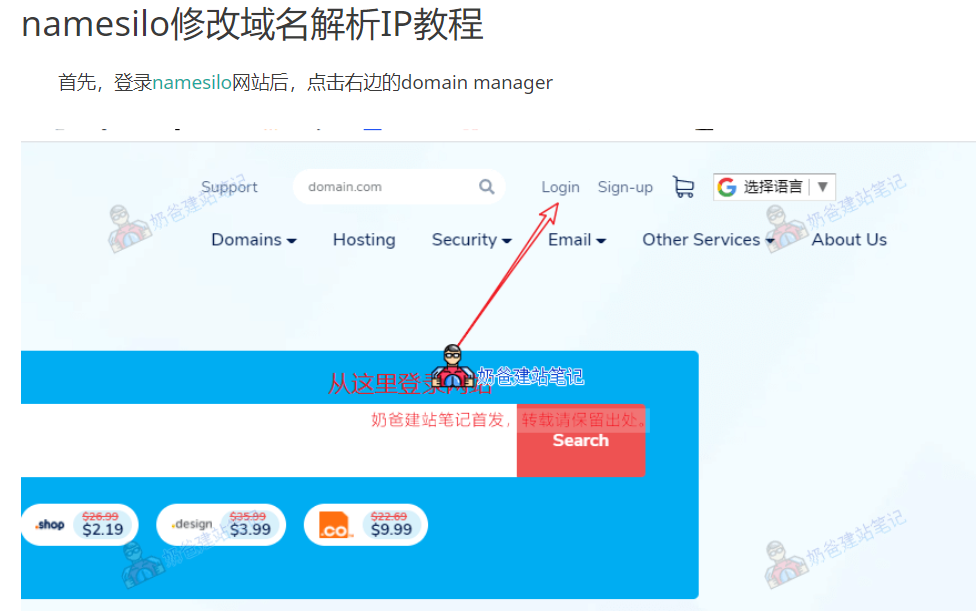 namesilo修改域名解析IP教程
首先，登录namesilo网站后，点击右边的domain manager
Support domain.com Login Sign-up 选择语言 ▼
奶爸建站笔记 奶爸建站笔记
Domains Hosting Security Email Other Services About Us
从这里登录网站 奶爸建站笔记
奶爸建站笔记首发，转载请保留出处。
Search
.shop $26.99 $2.19 .design $35.99 $3.99 .co $22.69 $9.99
奶爸建站笔记 奶爸建站笔记